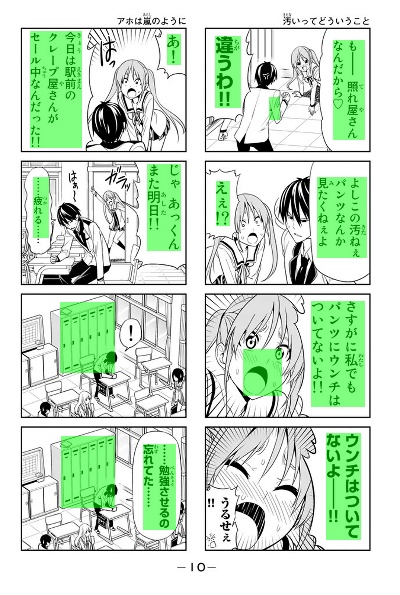 汚いってどういうこと
もー 照れ屋さん
なんだから♡
違うわ!!
よしこの汚ねぇ
パンツなんか
見たくねぇよ
えぇ!?
さすがに私でも
パンツにウンチは
ついてないよ!!
ウンチはついて
ないよ――!!
うるせぇ
!!
アホは嵐のように
あ!
はっ
今日は駅前の
クレープ屋さんが
セール中なんだった!!
じゃ あっくん
また明日!!
ガラッ
はぁ〜
……疲れる……
!
……勉強させるの
忘れてた……
－10－